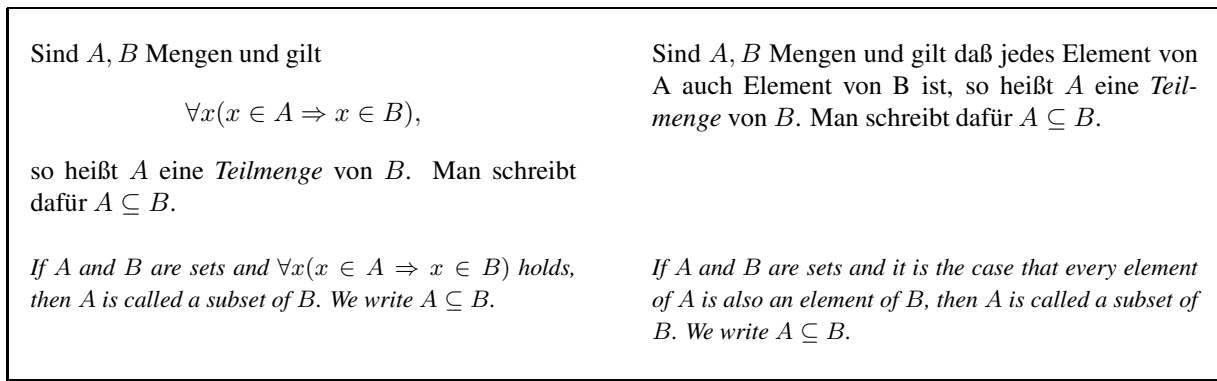 Sind A, B Mengen und gilt
∀x(x ∈ A ⇒ x ∈ B),
so heißt A eine Teilmenge von B. Man schreibt
dafür A ⊆ B.
If A and B are sets and ∀x(x ∈ A ⇒ x ∈ B) holds,
then A is called a subset of B. We write A ⊆ B.
Sind A, B Mengen und gilt daß jedes Element von
A auch Element von B ist, so heißt A eine Teil-
menge von B. Man schreibt dafür A ⊆ B.
If A and B are sets and it is the case that every element
of A is also an element of B, then A is called a subset of
B. We write A ⊆ B.